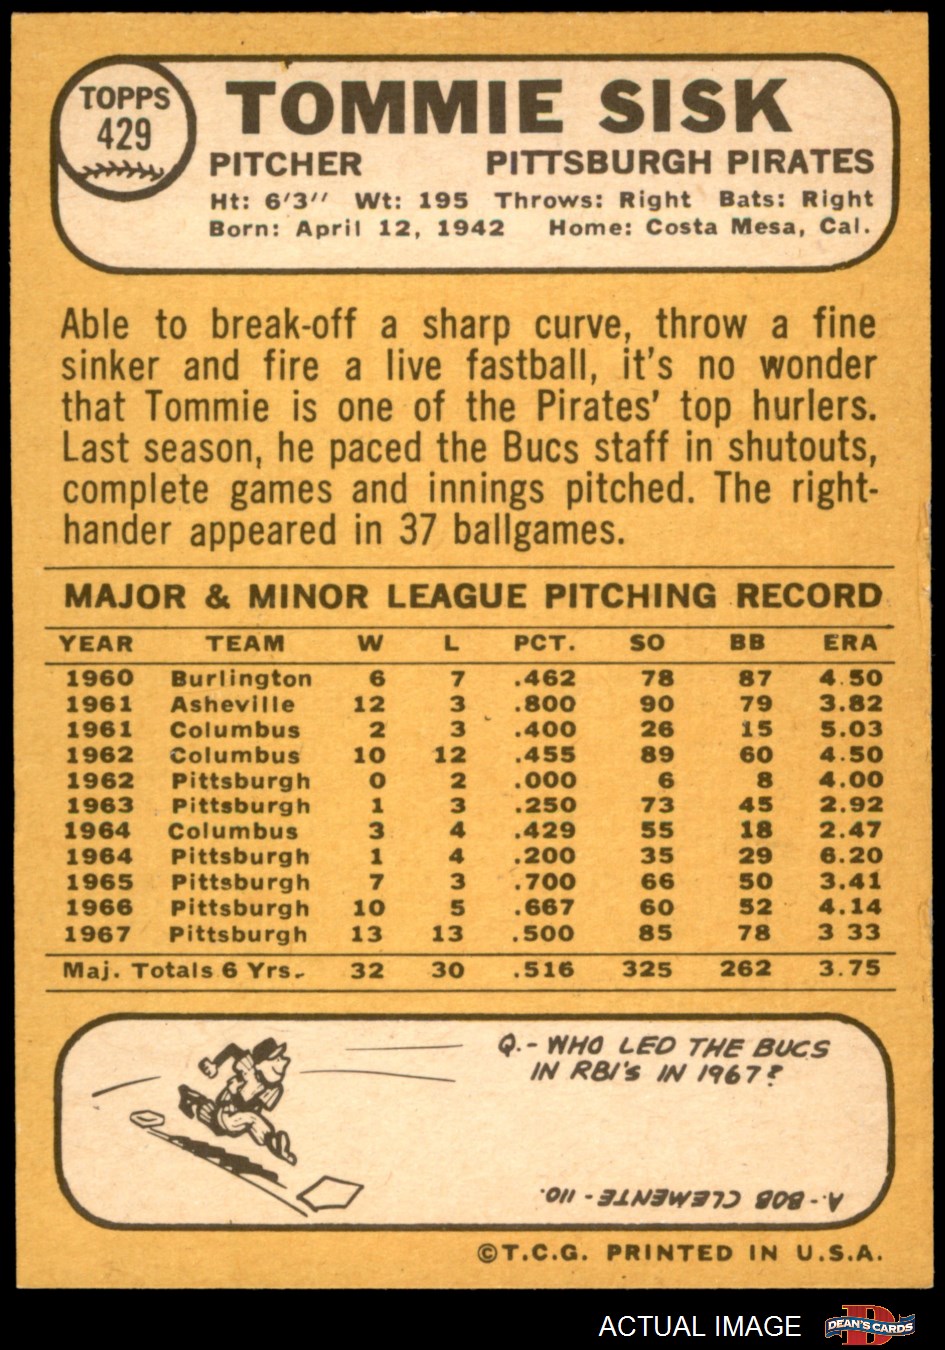 TOPPS
429
TOMMIE SISK
PITCHER PITTSBURGH PIRATES
Ht: 6'3'' Wt: 195 Throws: Right Bats: Right
Born: April 12, 1942 Home: Costa Mesa, Cal.
Able to break-off a sharp curve, throw a fine
sinker and fire a live fastball, it's no wonder
that Tommie is one of the Pirates' top hurlers.
Last season, he paced the Bucs staff in shutouts,
complete games and innings pitched. The right-
hander appeared in 37 ballgames.
MAJOR & MINOR LEAGUE PITCHING RECORD
YEAR TEAM W L PCT. SO BB ERA
1960 Burlington 6 7 .462 78 87 4.50
1961 Asheville 12 3 .800 90 79 3.82
1961 Columbus 2 3 .400 26 15 5.03
1962 Columbus 10 12 .455 89 60 4.50
1962 Pittsburgh 0 2 .000 6 8 4.00
1963 Pittsburgh 1 3 .250 73 45 2.92
1964 Columbus 3 4 .429 55 18 2.47
1964 Pittsburgh 1 4 .200 35 29 6.20
1965 Pittsburgh 7 3 .700 66 50 3.41
1966 Pittsburgh 10 5 .667 60 52 4.14
1967 Pittsburgh 13 13 .500 85 78 3 33
Maj. Totals 6 Yrs. 32 30 .516 325 262 3.75
Q.- WHO LED THE BUCS
IN RBI'S IN 1967?
A.- BOB CLEMENTE - 110.
©T.C.G. PRINTED IN U.S.A.
ACTUAL IMAGE
DEAN'S CARDS